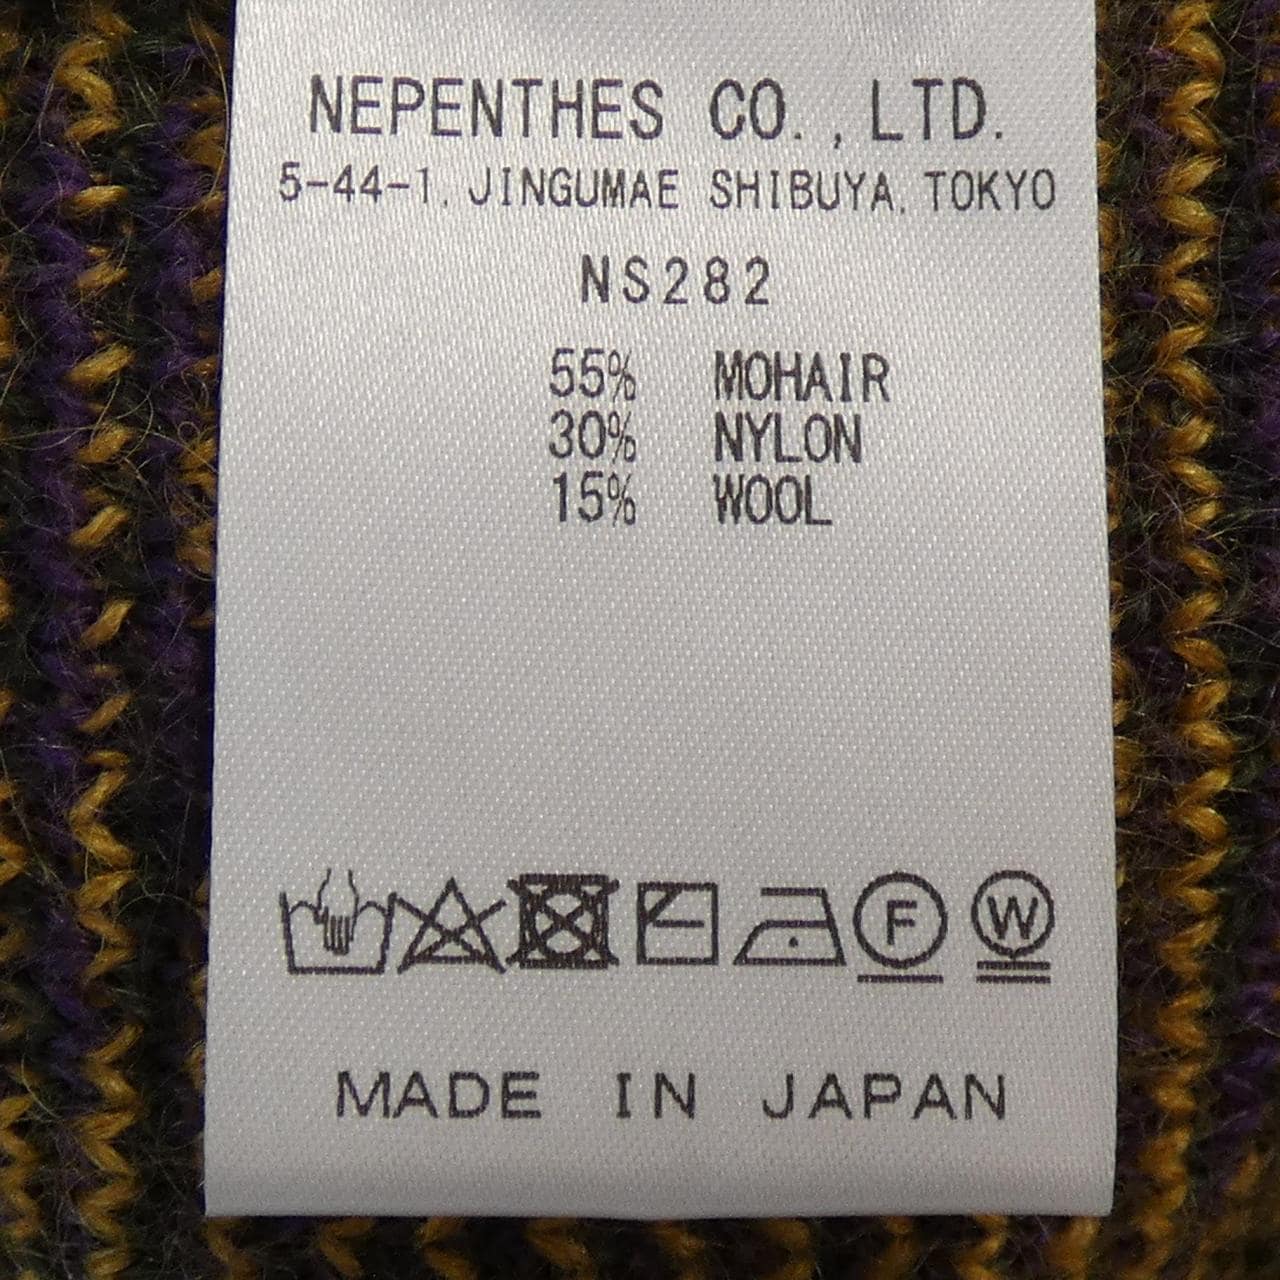 NEPENTHES CO., LTD.
5-44-1, JINGUMAE SHIBUYA, TOKYO
NS282
55% MOHAIR
30% NYLON
15% WOOL
F W
MADE IN JAPAN